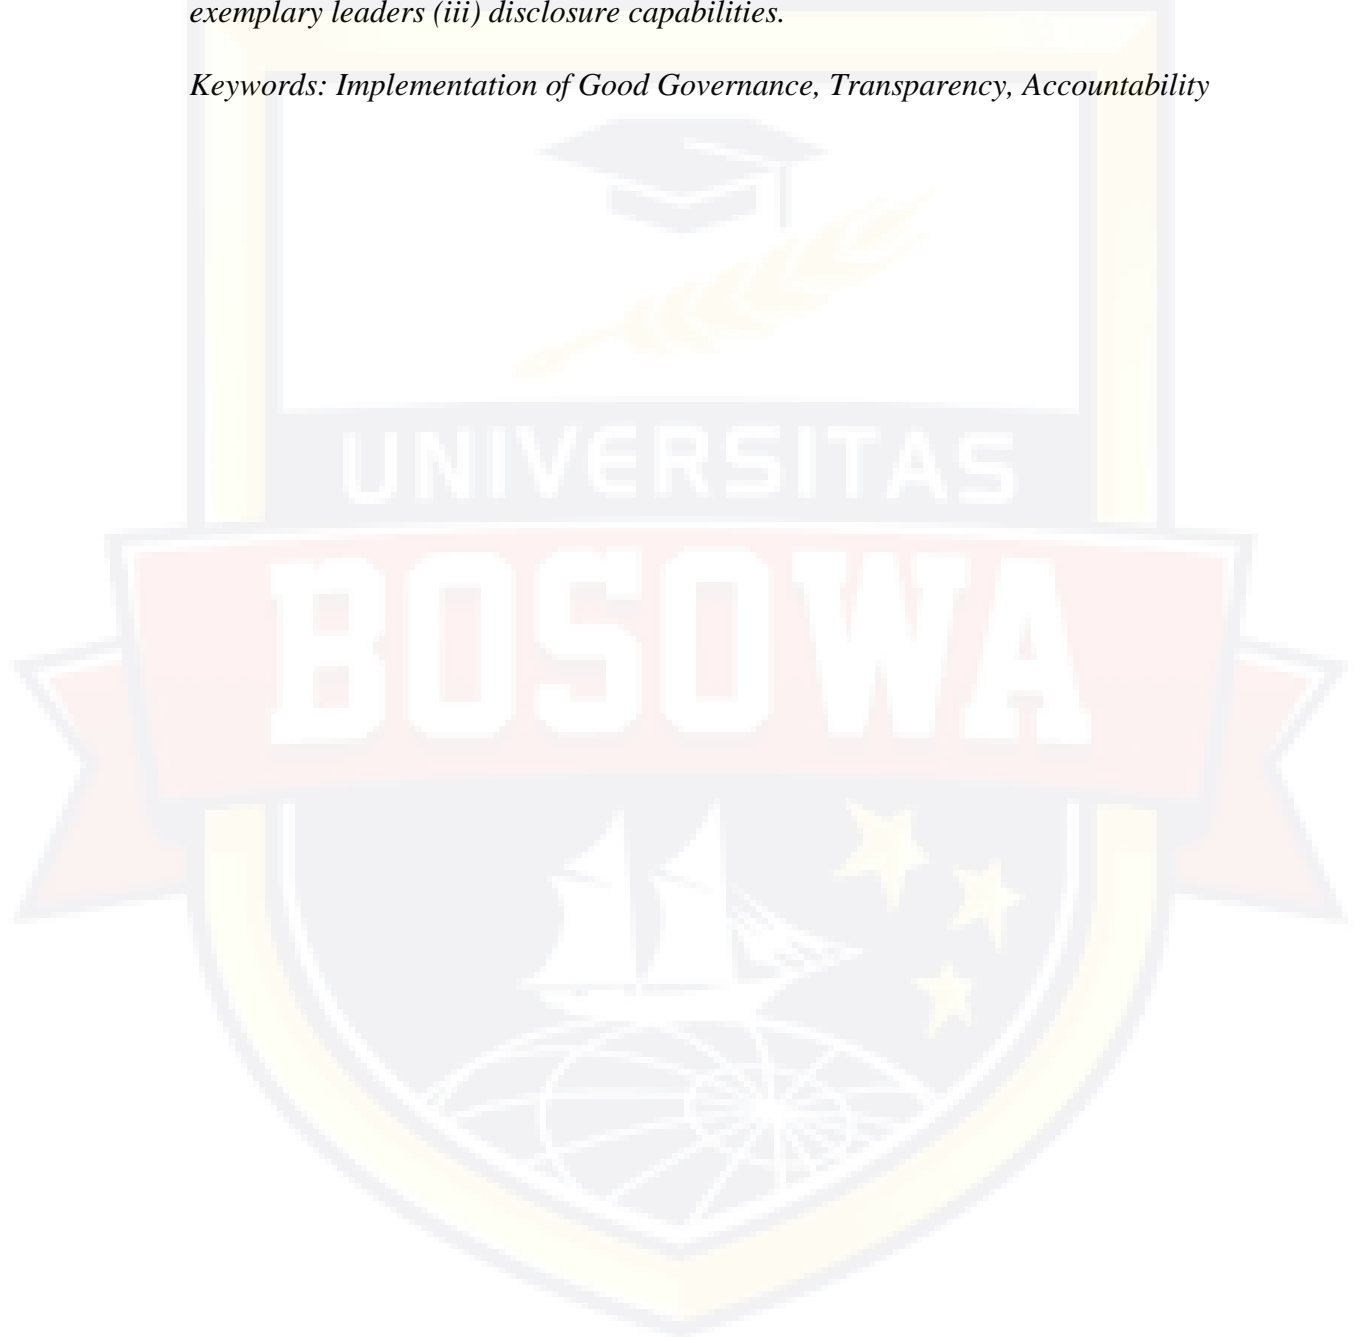 exemplary leaders (iii) disclosure capabilities.
Keywords: Implementation of Good Governance, Transparency, Accountability
UNIVERSITAS
BOSOWA